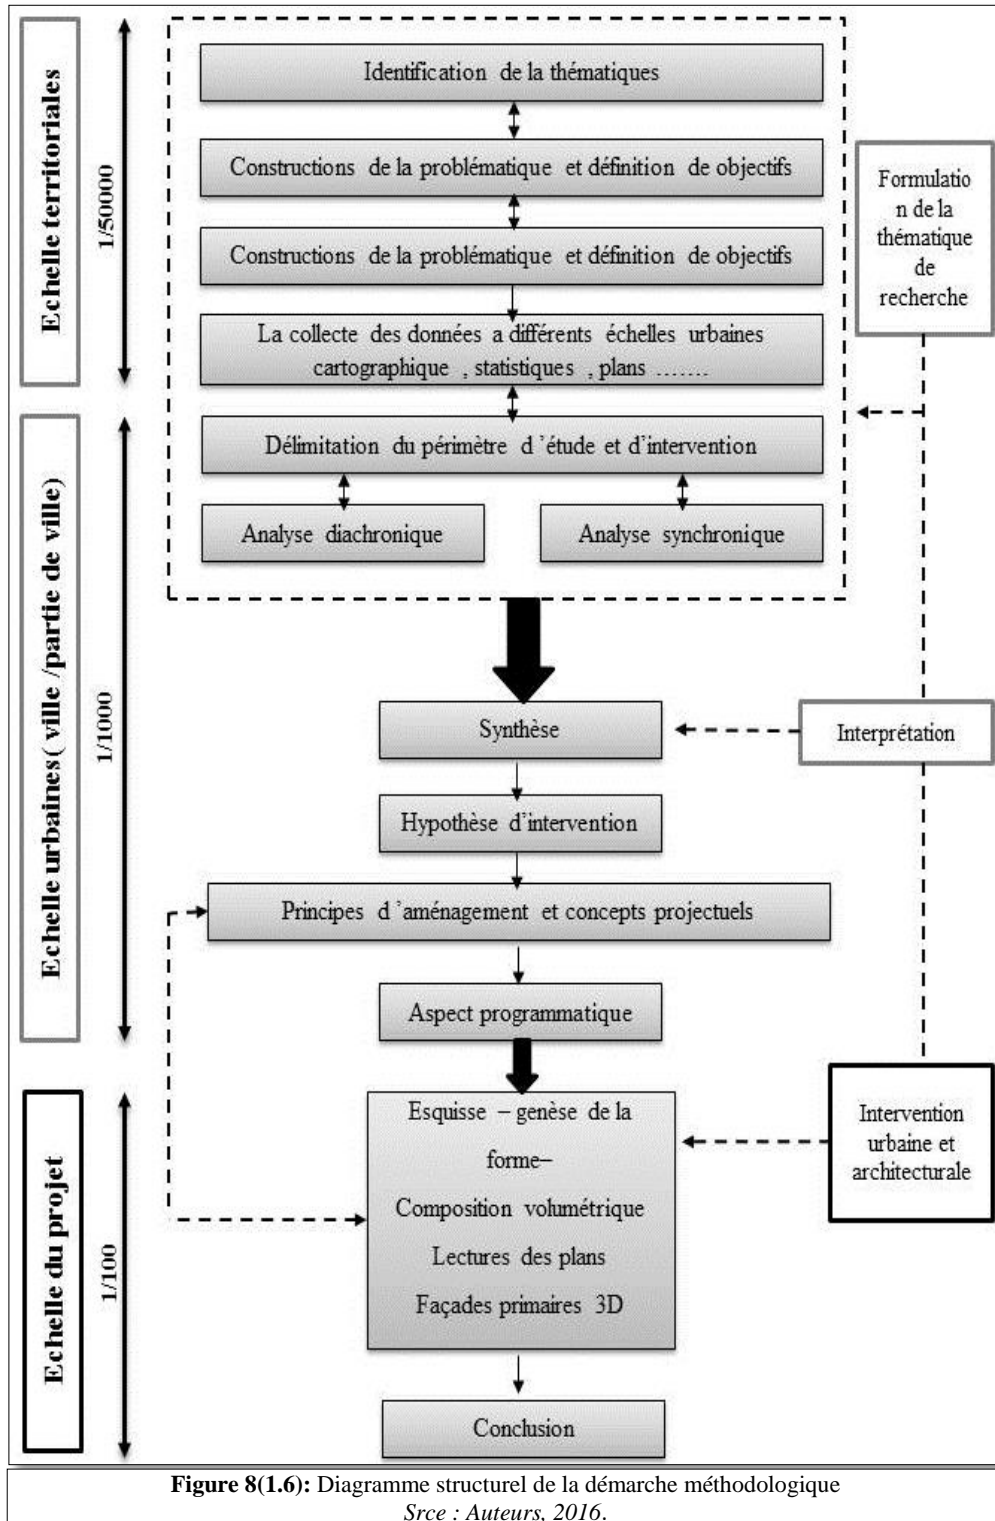 Echelle territoriales
1/50000
Identification de la thématiques
Constructions de la problématique et définition de objectifs
Constructions de la problématique et définition de objectifs
La collecte des données a différents échelles urbaines
cartographique , statistiques , plans .......
Délimitation du périmètre d ’étude et d’intervention
Analyse diachronique
Analyse synchronique
Formulatio
n de la
thématique
de
recherche
Echelle urbaines( ville /partie de ville)
1/1000
Synthèse
Interprétation
Hypothèse d’intervention
Principes d ’aménagement et concepts projectuels
Aspect programmatique
Echelle du projet
1/100
Esquisse – genèse de la
forme–
Composition volumétrique
Lectures des plans
Façades primaires 3D
Intervention
urbaine et
architecturale
Conclusion
Figure 8(1.6): Diagramme structurel de la démarche méthodologique
Srce : Auteurs, 2016.